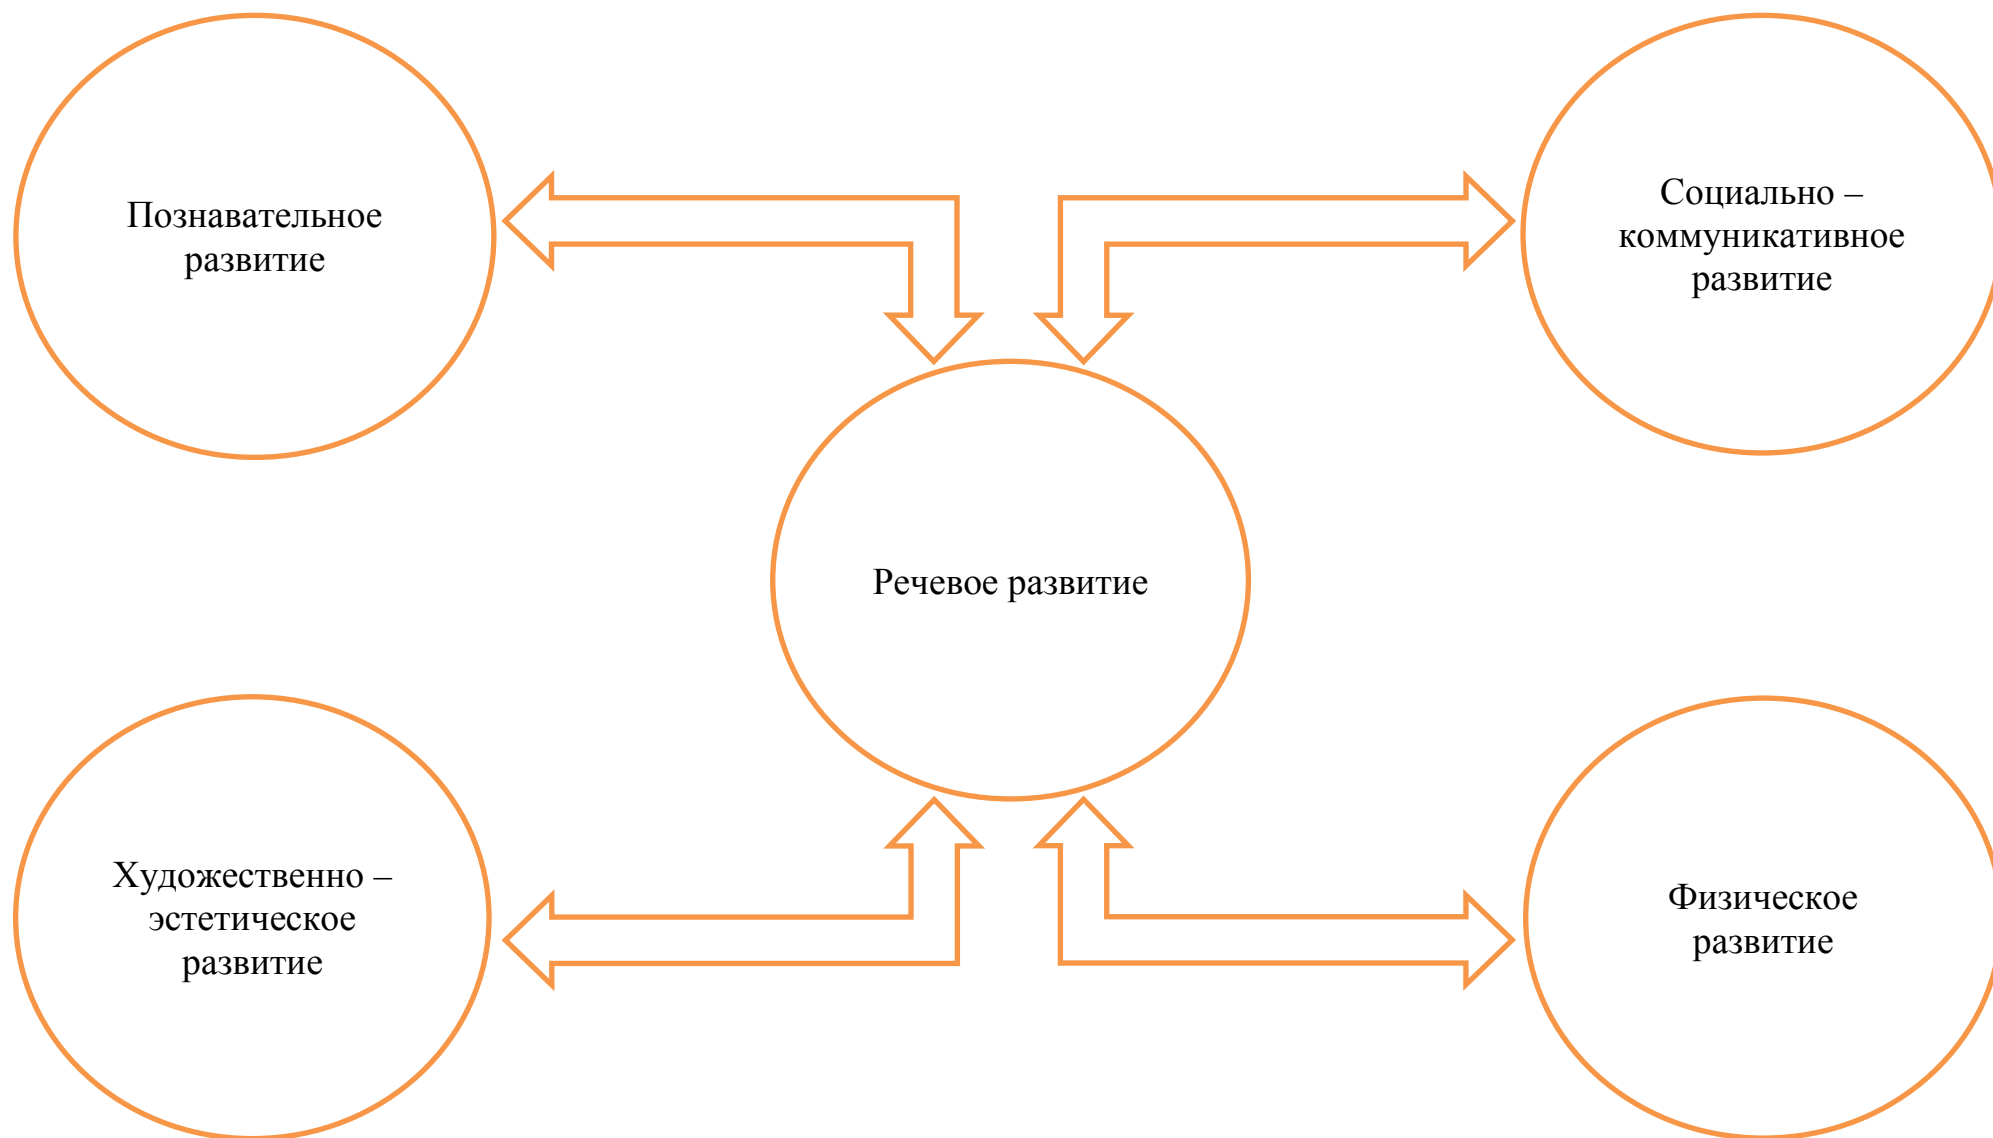 Познавательное
развитие
Социально –
коммуникативное
развитие
Речевое развитие
Художественно –
эстетическое
развитие
Физическое
развитие